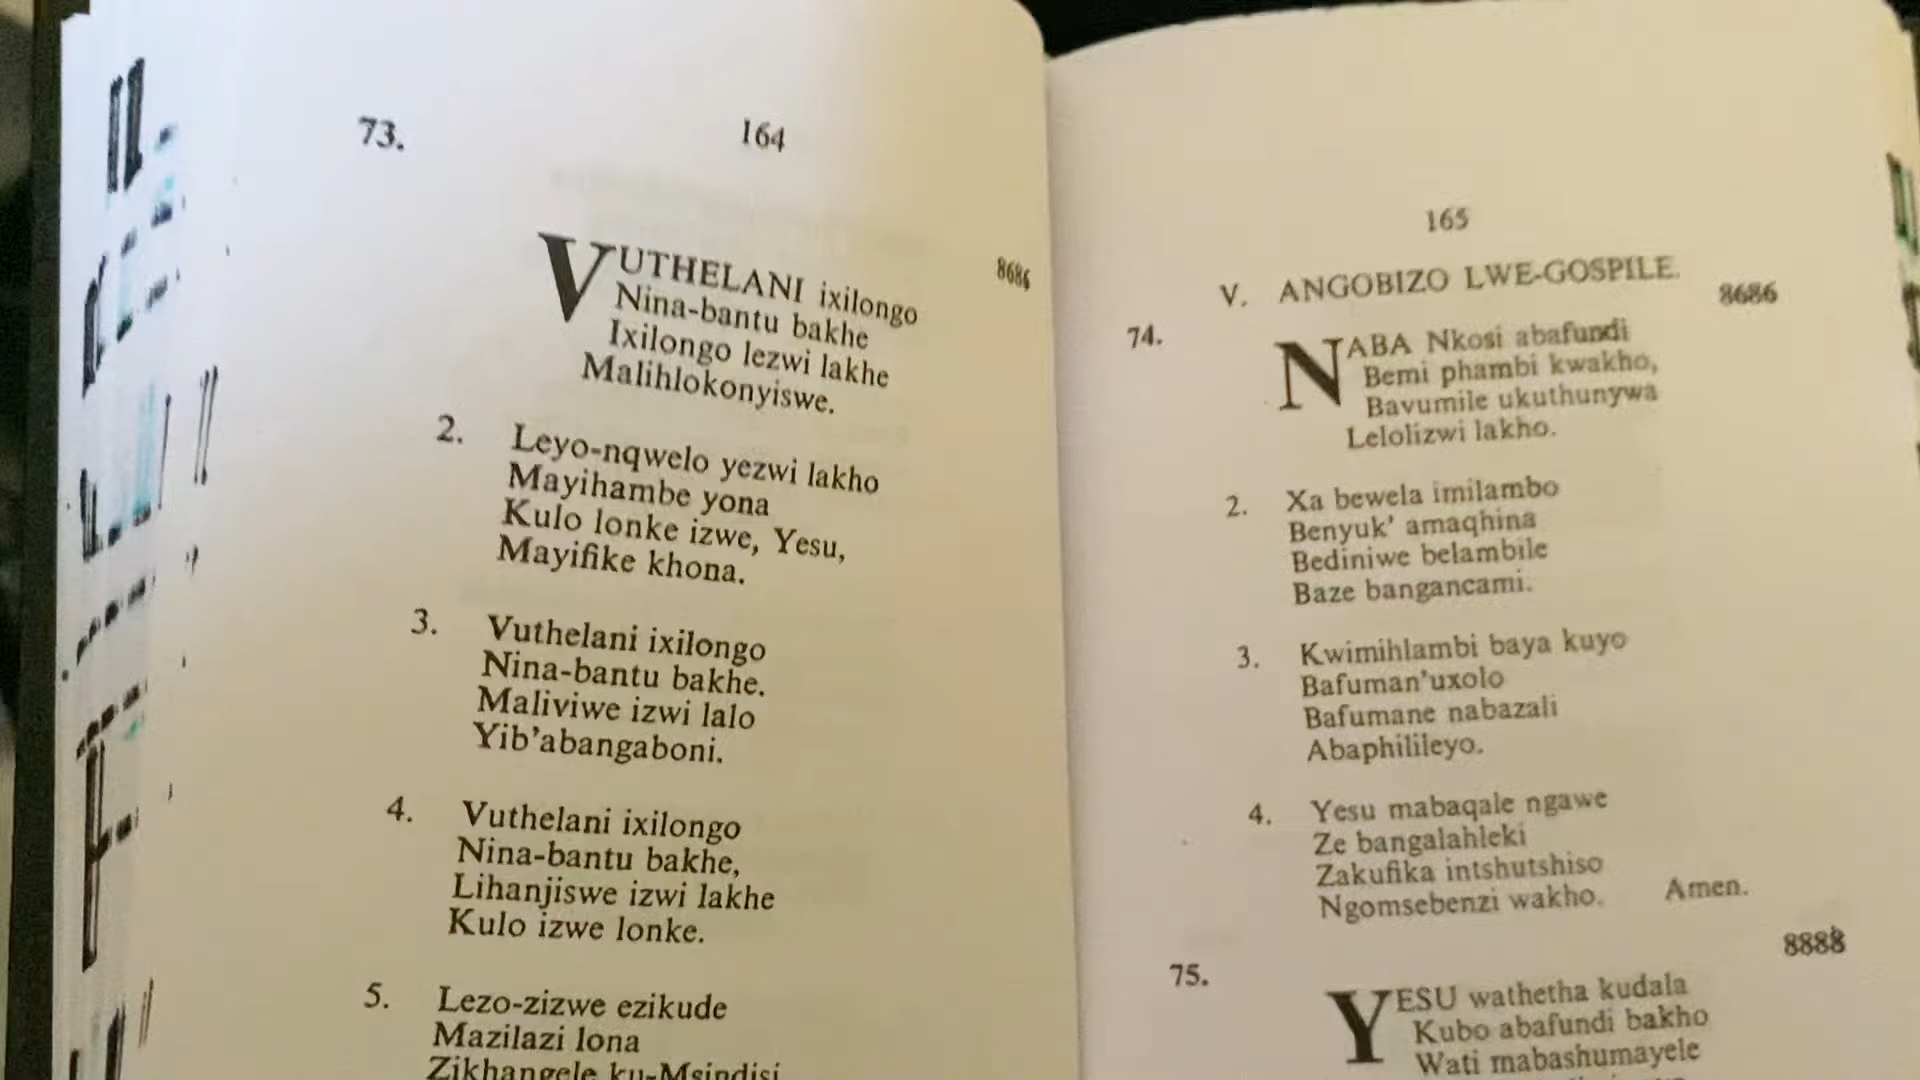 164
73.
8686
VUTHELANI ixilongo
Nina-bantu bakhe
Ixilongo lezwi lakhe
Malihlokonyiswe.
2. Leyo-nqwelo yezwi lakho
Mayihambe yona
Kulo lonke izwe, Yesu,
Mayifike khona.
3. Vuthelani ixilongo
Nina-bantu bakhe.
Maliviwe izwi lalo
Yib'abangaboni.
4. Vuthelani ixilongo
Nina-bantu bakhe,
Lihanjiswe izwi lakhe
Kulo izwe lonke.
5. Lezo-zizwe ezikude
Mazilazi lona
Zikhangele ku-Msindisi
165
V. ANGOBIZO LWE-GOSPILE.
8686
74.
NABA Nkosi abafundi
Bemi phambi kwakho,
Bavumile ukuthunywa
Lelolizwi lakho.
2. Xa bewela imilambo
Benyuk' amaqhina
Bediniwe belambile
Baze bangancami.
3. Kwimihlambi baya kuyo
Bafuman'uxolo
Bafumane nabazali
Abaphilileyo.
4. Yesu mabaqale ngawe
Ze bangalahleki
Zakufika intshutshiso
Ngomsebenzi wakho. Amen.
8888
75.
YESU wathetha kudala
Kubo abafundi bakho
Wati mabashumayele